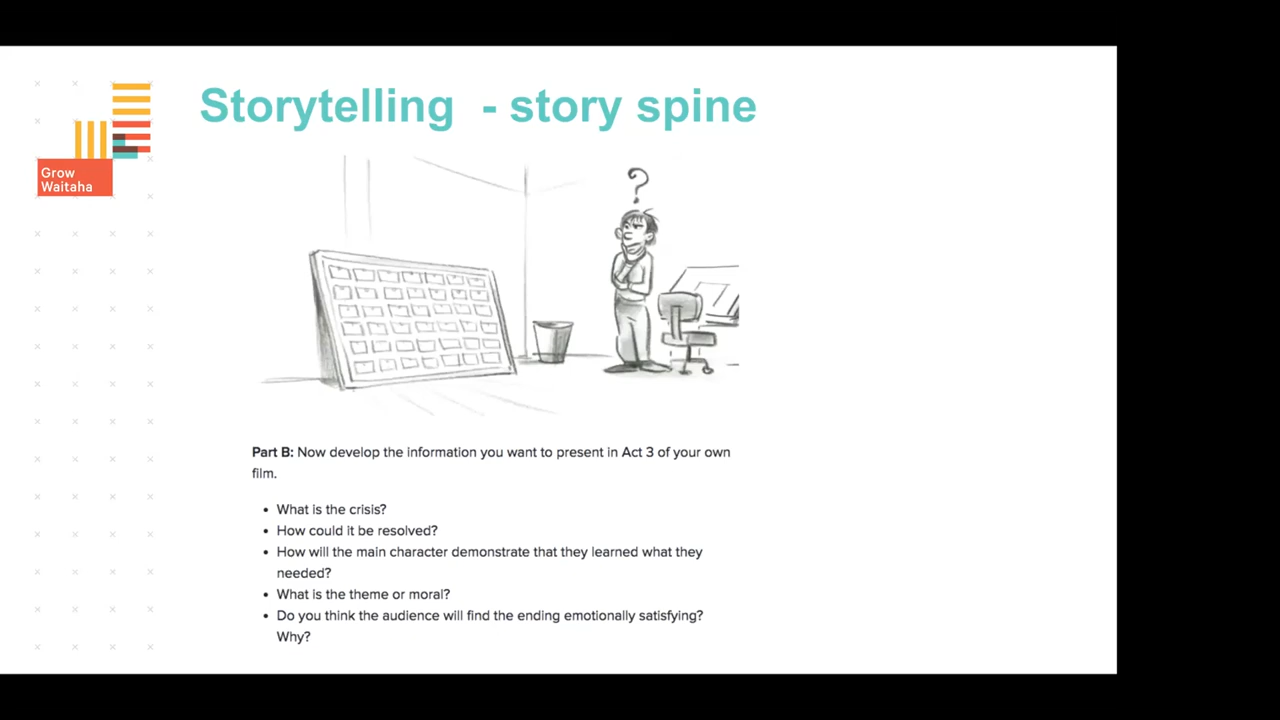 Storytelling - story spine
Grow
Waitaha
?
Part B: Now develop the information you want to present in Act 3 of your own
film.
• What is the crisis?
• How could it be resolved?
• How will the main character demonstrate that they learned what they
needed?
• What is the theme or moral?
• Do you think the audience will find the ending emotionally satisfying?
Why?